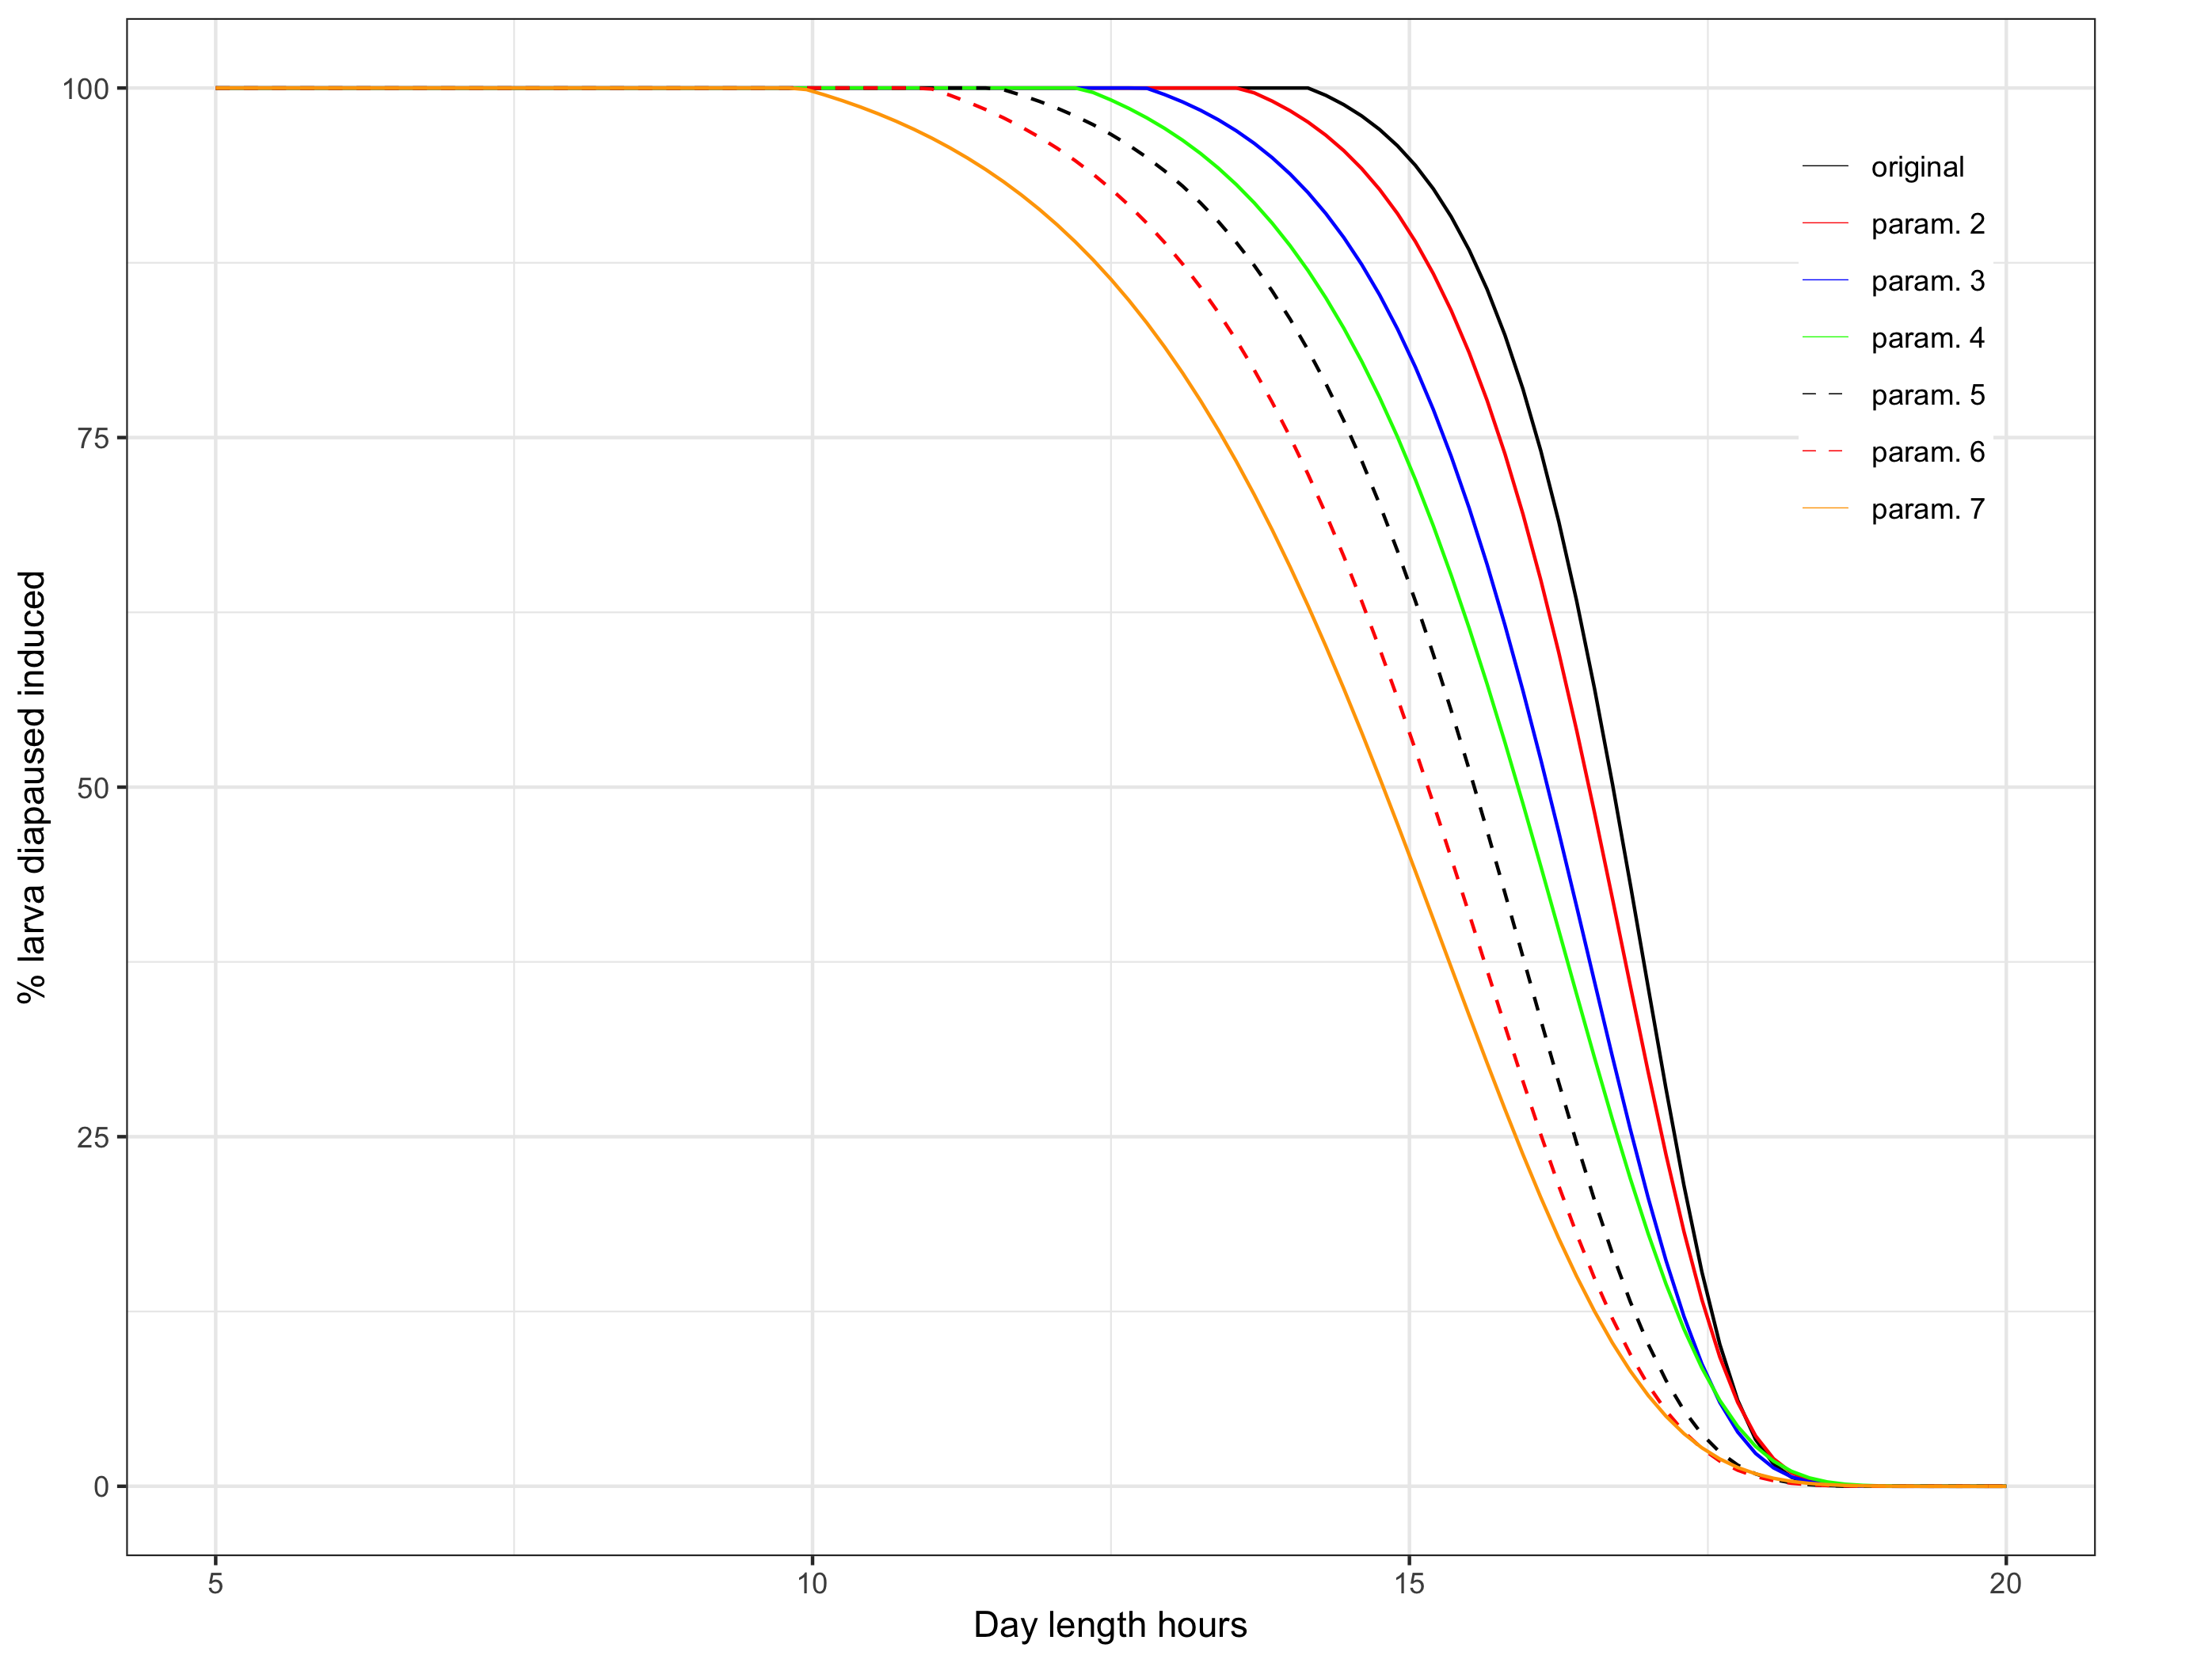 100
75
50
25
0
% larva diapaused induced
original
param. 2
param. 3
param. 4
param. 5
param. 6
param. 7
5 10 15 20
Day length hours